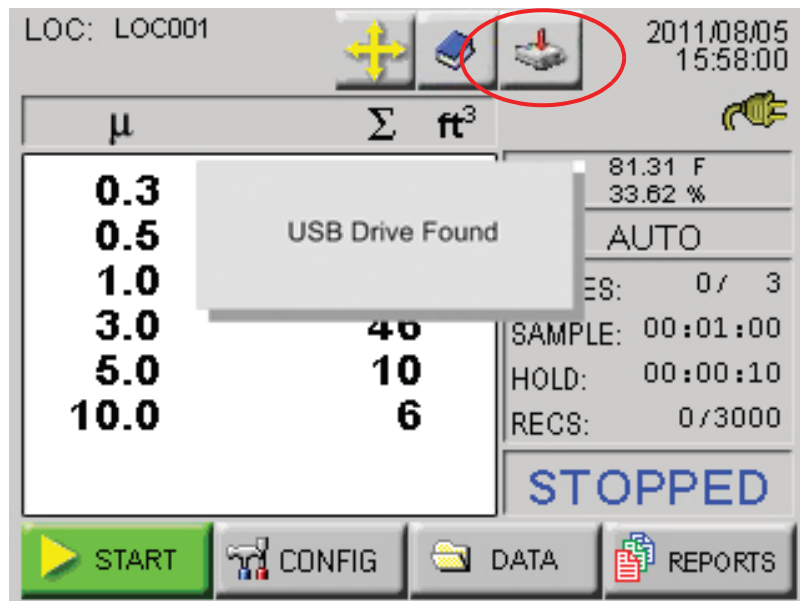 LOC: LOC001
2011/08/05
15:58:00
µ Σ ft³
81.31 F
33.62 %
0.3
0.5
1.0
3.0 46
5.0 10
10.0 6
USB Drive Found
AUTO
0/ 3
SAMPLE: 00:01:00
HOLD: 00:00:10
RECS: 0/3000
STOPPED
START
CONFIG
DATA
REPORTS